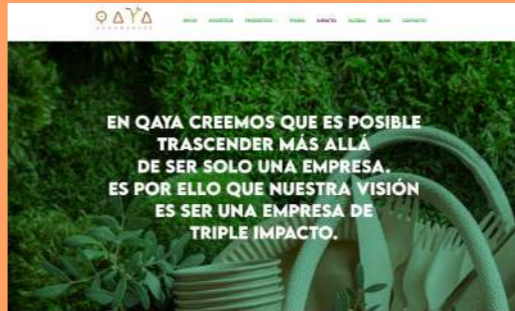 QAYA
INICIO NOSOTROS PRODUCTOS TIENDA IMPACTO GLOBAL BLOG CONTACTO
EN QAYA CREEMOS QUE ES POSIBLE
TRASCENDER MÁS ALLÁ
DE SER SOLO UNA EMPRESA.
ES POR ELLO QUE NUESTRA VISIÓN
ES SER UNA EMPRESA DE
TRIPLE IMPACTO.